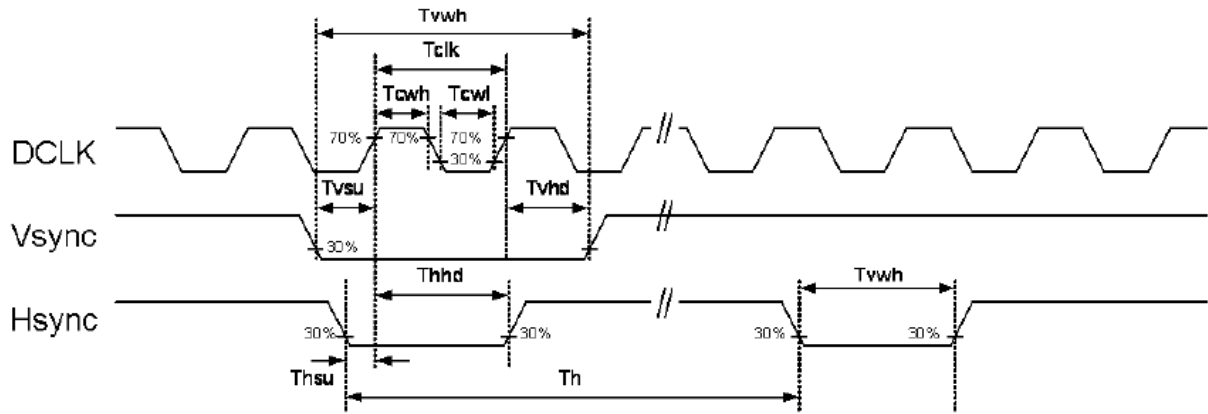 Tvwh
Tclk
Tcwh Tcwl
DCLK 70% 70% 70% 30% //
Tvsu Tvhd
Vsync 30% //
Thhd Tvwh
Hsync 30% 30% // 30% 30%
Thsu Th